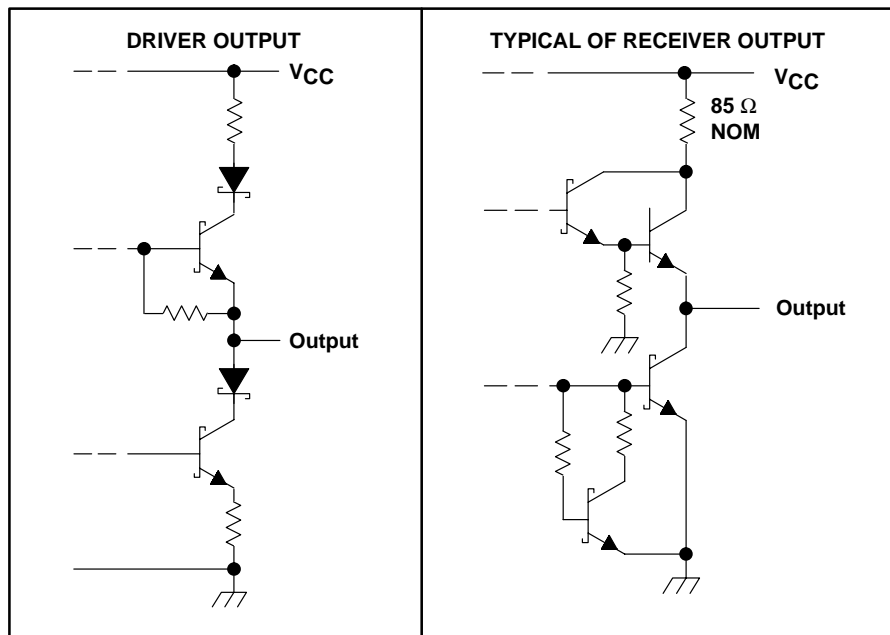 DRIVER OUTPUT
VCC
Output
TYPICAL OF RECEIVER OUTPUT
VCC
85 Ω
NOM
Output